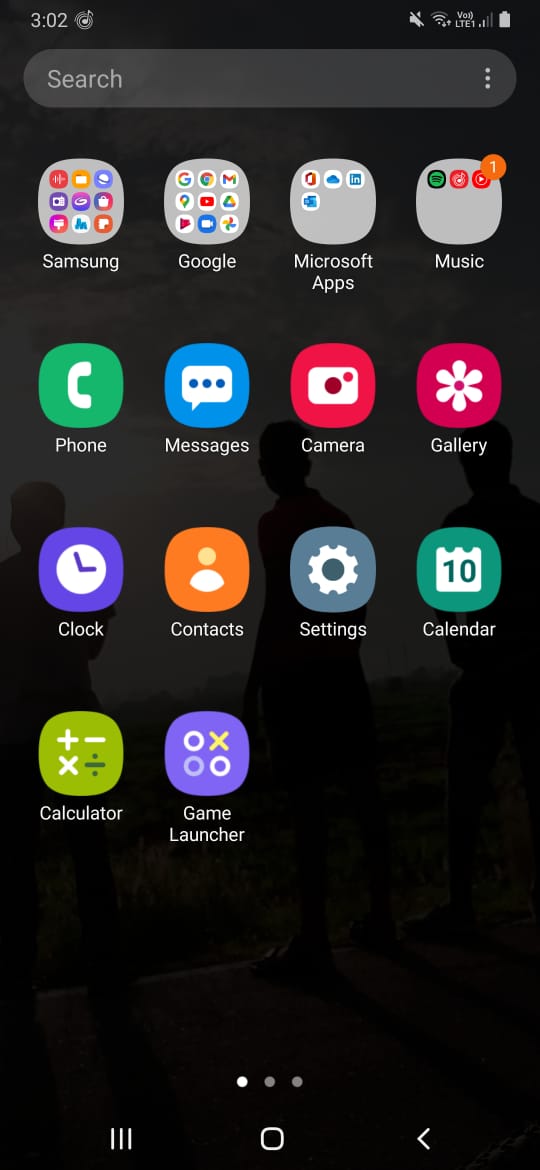 3:02
Vo))
LTE1
Search
1
Samsung
Google
Microsoft
Apps
Music
Phone
Messages
Camera
Gallery
10
Clock
Contacts
Settings
Calendar
Calculator
Game
Launcher